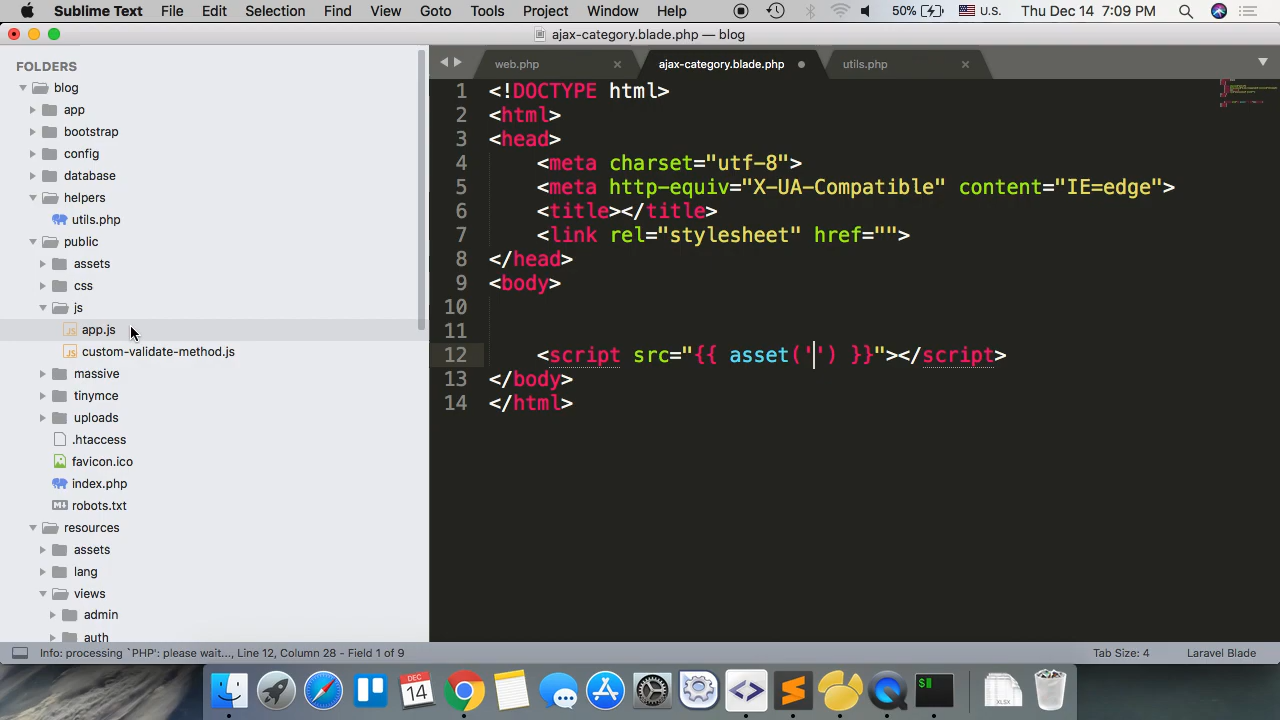 Sublime Text File Edit Selection Find View Goto Tools Project Window Help 50% U.S. Thu Dec 14 7:09 PM
ajax-category.blade.php — blog
FOLDERS
blog
app
bootstrap
config
database
helpers
utils.php
public
assets
css
js
app.js
custom-validate-method.js
massive
tinymce
uploads
.htaccess
favicon.ico
index.php
robots.txt
resources
assets
lang
views
admin
auth
web.php ajax-category.blade.php utils.php
1 <!DOCTYPE html>
2 <html>
3 <head>
4 <meta charset="utf-8">
5 <meta http-equiv="X-UA-Compatible" content="IE=edge">
6 <title></title>
7 <link rel="stylesheet" href="">
8 </head>
9 <body>
10
11
12 <script src="{{ asset('') }}"></script>
13 </body>
14 </html>
Info: processing `PHP`: please wait..., Line 12, Column 28 - Field 1 of 9 Tab Size: 4 Laravel Blade
DEC
14
XLSX